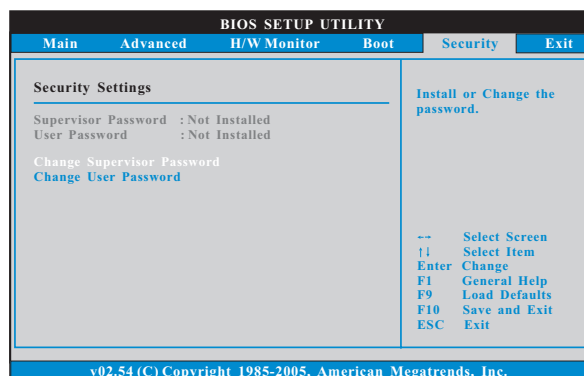 BIOS SETUP UTILITY
Main Advanced H/W Monitor Boot Security Exit
Security Settings
Supervisor Password : Not Installed
User Password : Not Installed
Change Supervisor Password
Change User Password
Install or Change the
password.
←→ Select Screen
↑↓ Select Item
Enter Change
F1 General Help
F9 Load Defaults
F10 Save and Exit
ESC Exit
v02.54 (C) Copyright 1985-2005, American Megatrends, Inc.